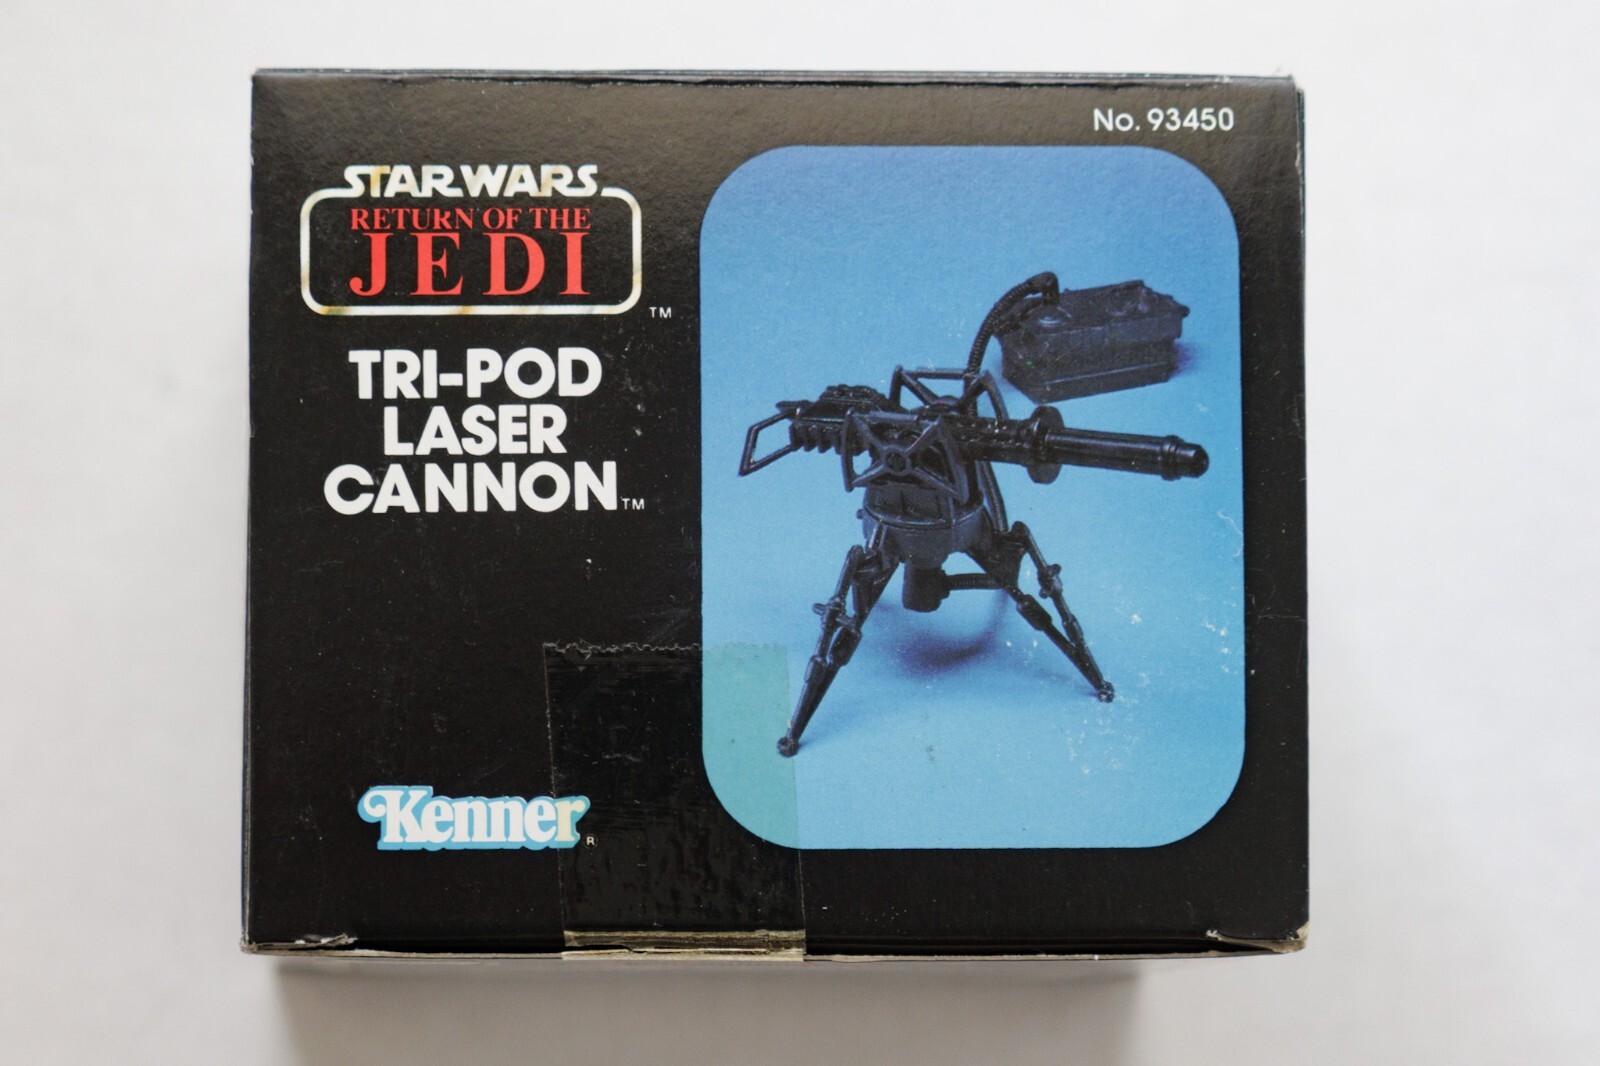 No. 93450
STAR WARS
RETURN OF THE
JEDI
TM
TRI-POD
LASER
CANNON TM
Kenner ®